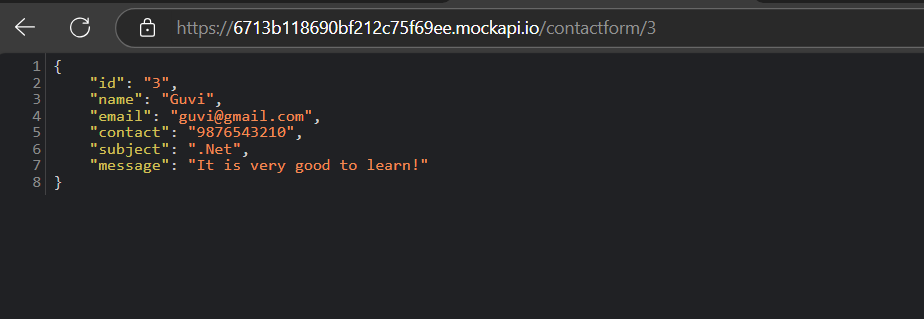 https://6713b118690bf212c75f69ee.mockapi.io/contactform/3
1 {
2 "id": "3",
3 "name": "Guvi",
4 "email": "guvi@gmail.com",
5 "contact": "9876543210",
6 "subject": ".Net",
7 "message": "It is very good to learn!"
8 }